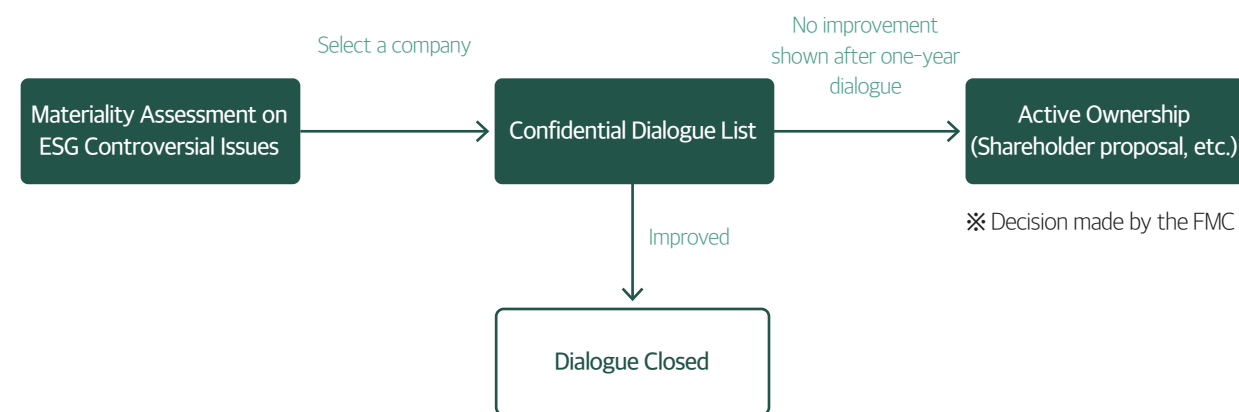 Select a company
No improvement
shown after one-year
dialogue
Materiality Assessment on
ESG Controversial Issues
Confidential Dialogue List
Active Ownership
(Shareholder proposal, etc.)
※ Decision made by the FMC
Improved
Dialogue Closed